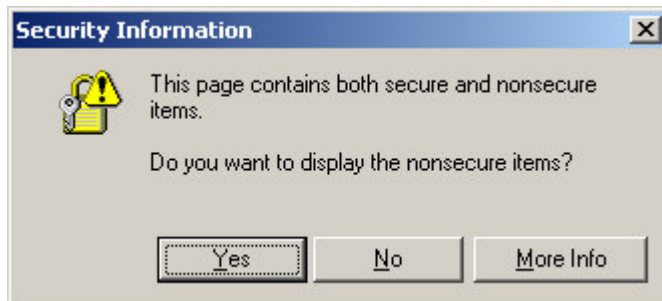 Security Information
This page contains both secure and nonsecure
items.
Do you want to display the nonsecure items?
Yes No More Info